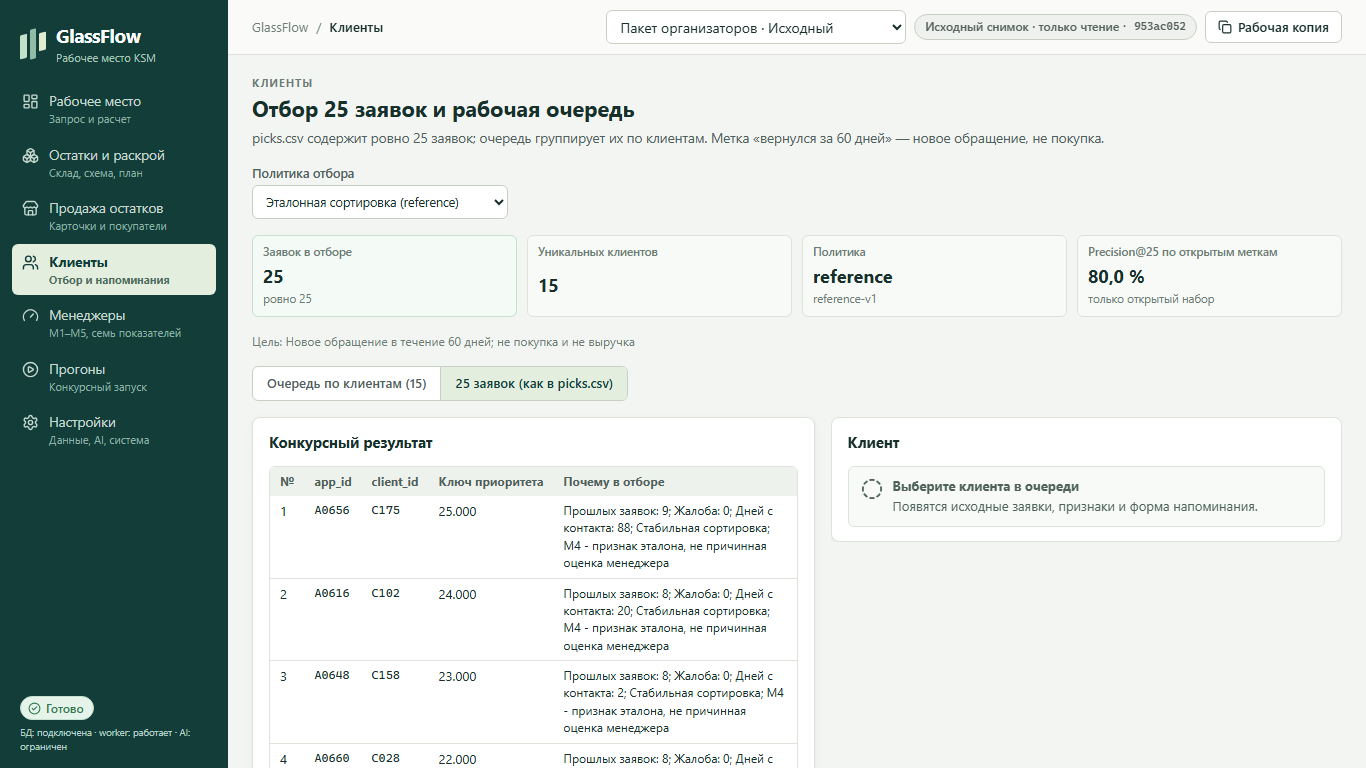 GlassFlow
Рабочее место KSM
Рабочее место
Запрос и расчет
Остатки и раскрой
Склад, схема, план
Продажа остатков
Карточки и покупатели
Клиенты
Отбор и напоминания
Менеджеры
М1–М5, семь показателей
Прогоны
Конкурсный запуск
Настройки
Данные, AI, система
Готово
БД: подключена · worker: работает · AI:
ограничен
GlassFlow / Клиенты
Пакет организаторов · Исходный
Исходный снимок · только чтение · 953ac052
Рабочая копия
КЛИЕНТЫ
Отбор 25 заявок и рабочая очередь
picks.csv содержит ровно 25 заявок; очередь группирует их по клиентам. Метка «вернулся за 60 дней» — новое обращение, не покупка.
Политика отбора
Эталонная сортировка (reference)
Заявок в отборе
25
ровно 25
Уникальных клиентов
15
Политика
reference
reference-v1
Precision@25 по открытым меткам
80,0 %
только открытый набор
Цель: Новое обращение в течение 60 дней; не покупка и не выручка
Очередь по клиентам (15)
25 заявок (как в picks.csv)
Конкурсный результат
№ app_id client_id Ключ приоритета Почему в отборе
1 A0656 C175 25.000 Прошлых заявок: 9; Жалоба: 0; Дней с
контакта: 88; Стабильная сортировка;
М4 - признак эталона, не причинная
оценка менеджера
2 A0616 C102 24.000 Прошлых заявок: 8; Жалоба: 0; Дней с
контакта: 20; Стабильная сортировка;
М4 - признак эталона, не причинная
оценка менеджера
3 A0648 C158 23.000 Прошлых заявок: 8; Жалоба: 0; Дней с
контакта: 2; Стабильная сортировка; М4
- признак эталона, не причинная
оценка менеджера
4 A0660 C028 22.000 Прошлых заявок: 8; Жалоба: 0; Дней с
Клиент
Выберите клиента в очереди
Появятся исходные заявки, признаки и форма напоминания.